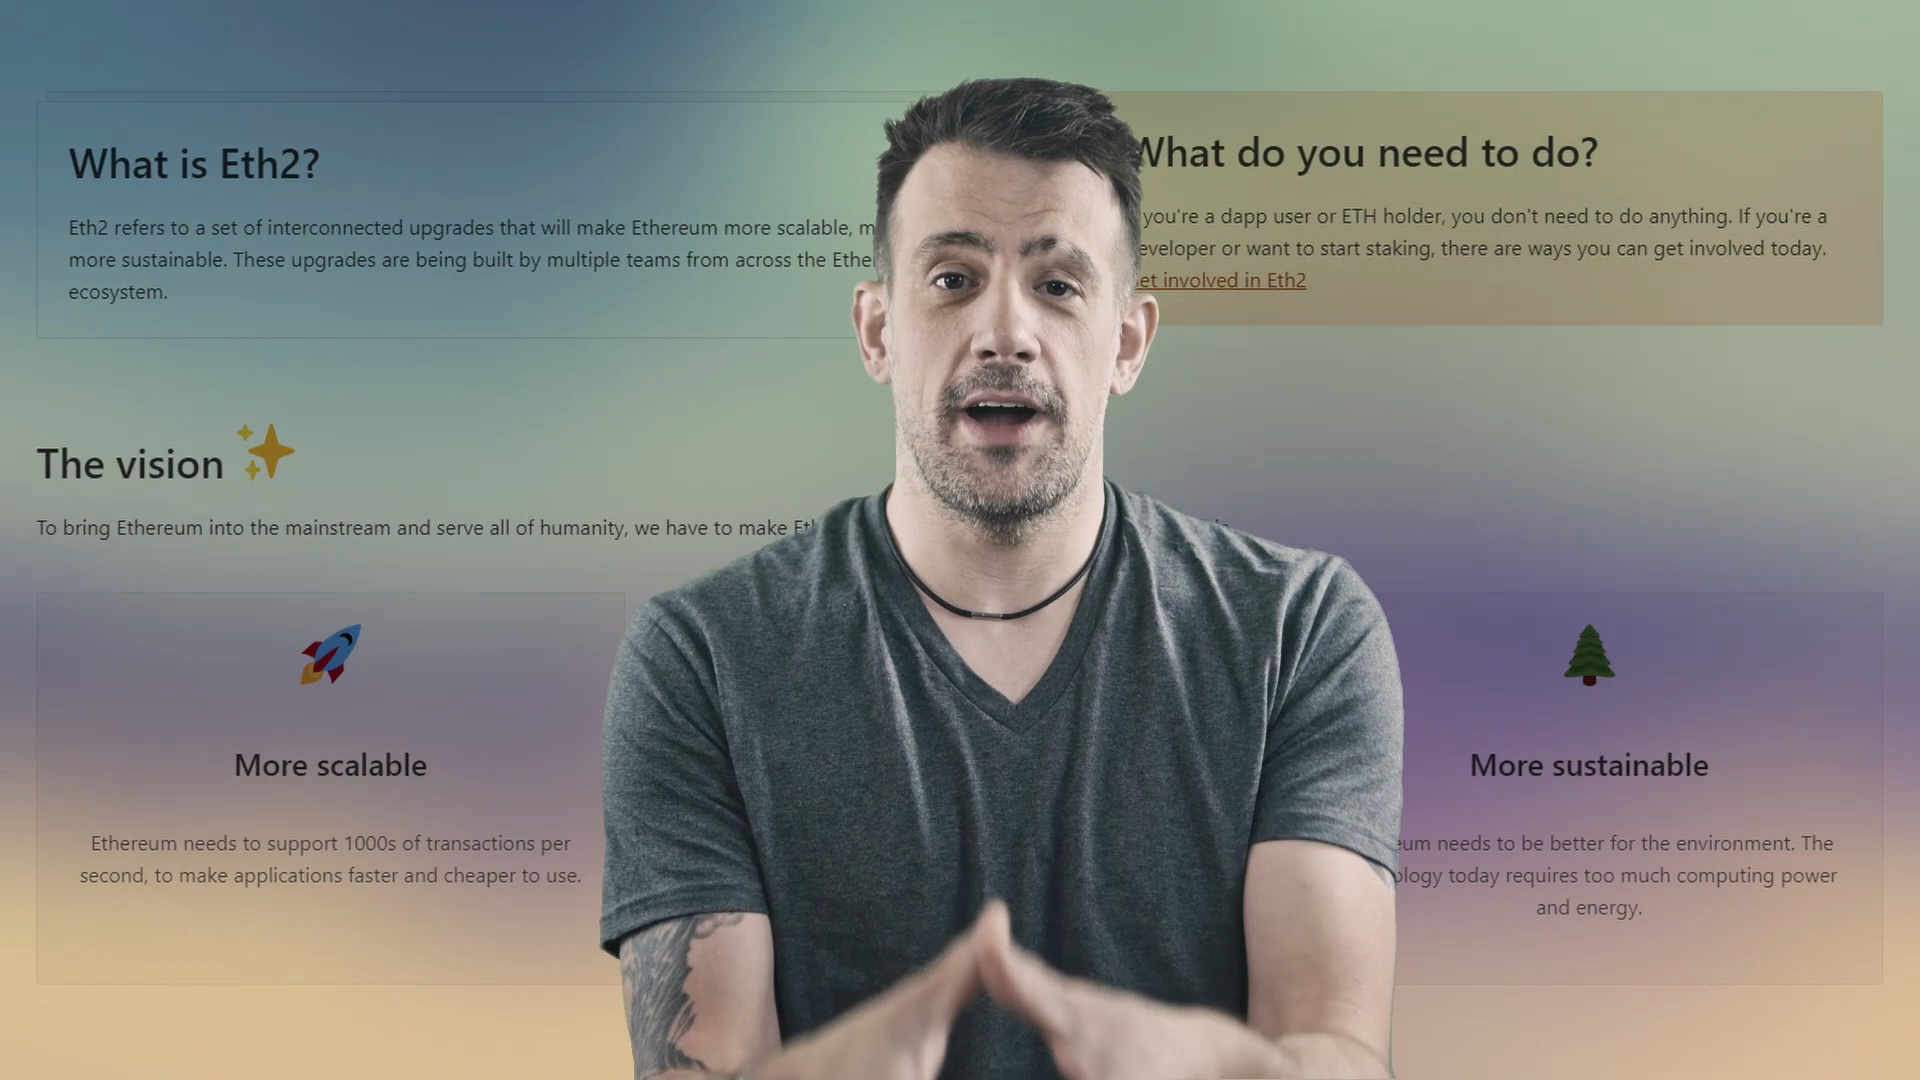 What is Eth2?
Eth2 refers to a set of interconnected upgrades that will make Ethereum more scalable,
more sustainable. These upgrades are being built by multiple teams from across the
ecosystem.
What do you need to do?
you're a dapp user or ETH holder, you don't need to do anything. If you're a
developer or want to start staking, there are ways you can get involved today.
Get involved in Eth2
The vision
To bring Ethereum into the mainstream and serve all of humanity, we have to make
More scalable
Ethereum needs to support 1000s of transactions per
second, to make applications faster and cheaper to use.
More sustainable
needs to be better for the environment. The
today requires too much computing power
and energy.